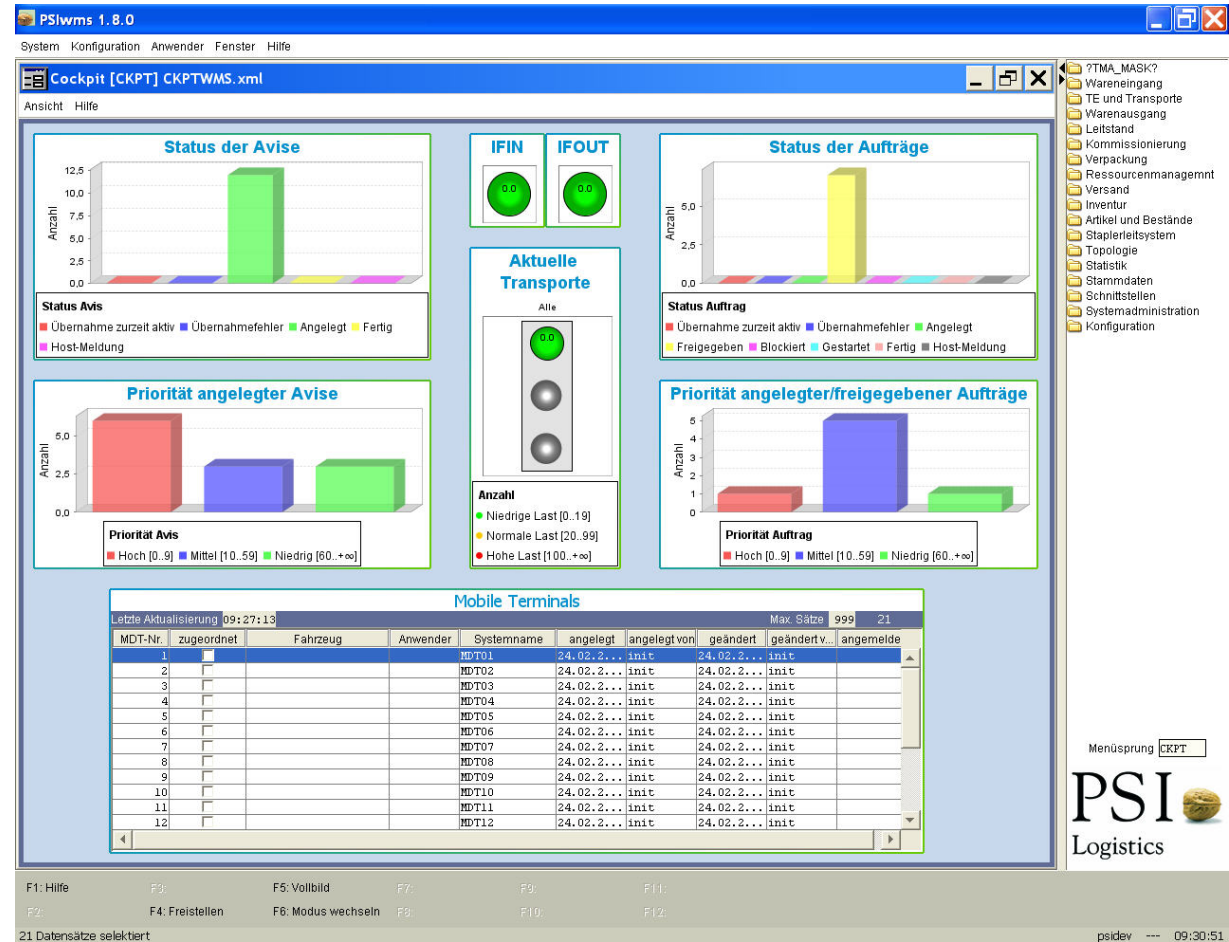 PSIwms 1.8.0
System Konfiguration Anwender Fenster Hilfe
Cockpit [CKPT] CKPTWMS.xml
Ansicht Hilfe
Status der Avise
12,5
10,0
7,5
5,0
2,5
0,0
Anzahl
Status Avis
Übernahme zurzeit aktiv Übernahmefehler Angelegt Fertig
Host-Meldung
IFIN
0.0
IFOUT
0.0
Status der Aufträge
5,0
2,5
0,0
Anzahl
Status Auftrag
Übernahme zurzeit aktiv Übernahmefehler Angelegt
Freigegeben Blockiert Gestartet Fertig Host-Meldung
Aktuelle
Transporte
Alle
0.0
Anzahl
Niedrige Last [0..19]
Normale Last [20..99]
Hohe Last [100..+∞]
Priorität angelegter Avise
5,0
2,5
0,0
Anzahl
Priorität Avis
Hoch [0..9] Mittel [10..59] Niedrig [60..+∞]
Priorität angelegter/freigegebener Aufträge
5
4
3
2
1
0
Anzahl
Priorität Auftrag
Hoch [0..9] Mittel [10..59] Niedrig [60..+∞]
Mobile Terminals
Letzte Aktualisierung 09:27:13 Max. Sätze 999 21
MDT-Nr. zugeordnet Fahrzeug Anwender Systemname angelegt angelegt von geändert geändert v... angemelde
1 MDT01 24.02.2... init 24.02.2... init
2 MDT02 24.02.2... init 24.02.2... init
3 MDT03 24.02.2... init 24.02.2... init
4 MDT04 24.02.2... init 24.02.2... init
5 MDT05 24.02.2... init 24.02.2... init
6 MDT06 24.02.2... init 24.02.2... init
7 MDT07 24.02.2... init 24.02.2... init
8 MDT08 24.02.2... init 24.02.2... init
9 MDT09 24.02.2... init 24.02.2... init
10 MDT10 24.02.2... init 24.02.2... init
11 MDT11 24.02.2... init 24.02.2... init
12 MDT12 24.02.2... init 24.02.2... init
?TMA_MASK?
Wareneingang
TE und Transporte
Warenausgang
Leitstand
Kommissionierung
Verpackung
Ressourcenmanagemnt
Versand
Inventur
Artikel und Bestände
Staplerleitsystem
Topologie
Statistik
Stammdaten
Schnittstellen
Systemadministration
Konfiguration
Menüsprung CKPT
PSI
Logistics
F1: Hilfe F3: F5: Vollbild F7: F9: F11:
F2: F4: Freistellen F6: Modus wechseln F8: F10: F12:
21 Datensätze selektiert psidev --- 09:30:51